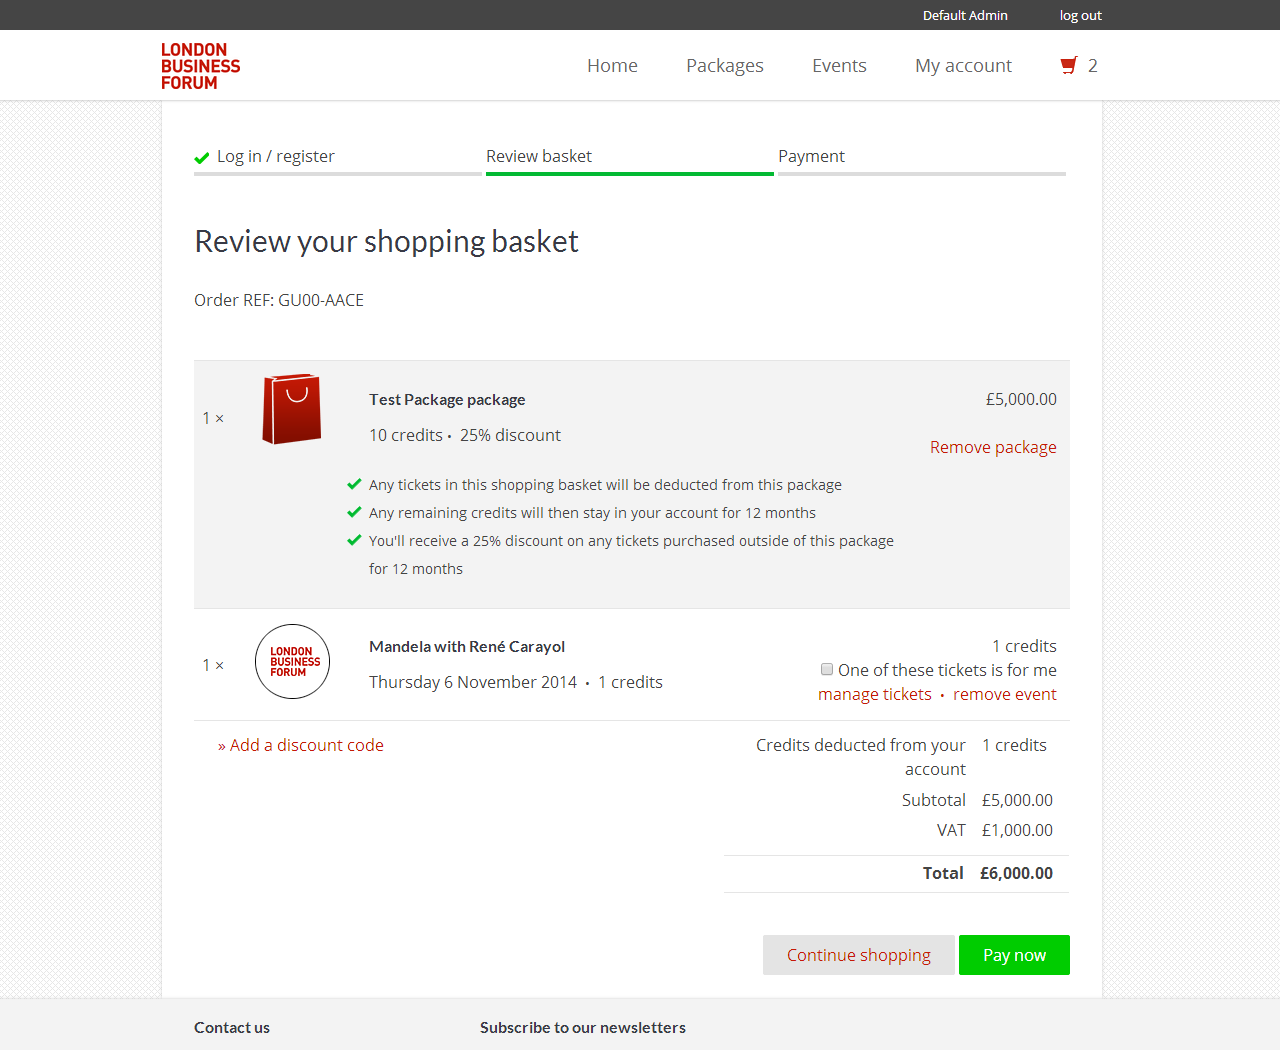 Default Admin log out
LONDON
BUSINESS
FORUM
Home Packages Events My account 2
Log in / register Review basket Payment
Review your shopping basket
Order REF: GU00-AACE
1 ×
Test Package package £5,000.00
10 credits • 25% discount
Remove package
Any tickets in this shopping basket will be deducted from this package
Any remaining credits will then stay in your account for 12 months
You'll receive a 25% discount on any tickets purchased outside of this package
for 12 months
1 ×
LONDON
BUSINESS
FORUM
Mandela with René Carayol
Thursday 6 November 2014 • 1 credits
1 credits
One of these tickets is for me
manage tickets • remove event
» Add a discount code
Credits deducted from your 1 credits
account
Subtotal £5,000.00
VAT £1,000.00
Total £6,000.00
Continue shopping Pay now
Contact us Subscribe to our newsletters